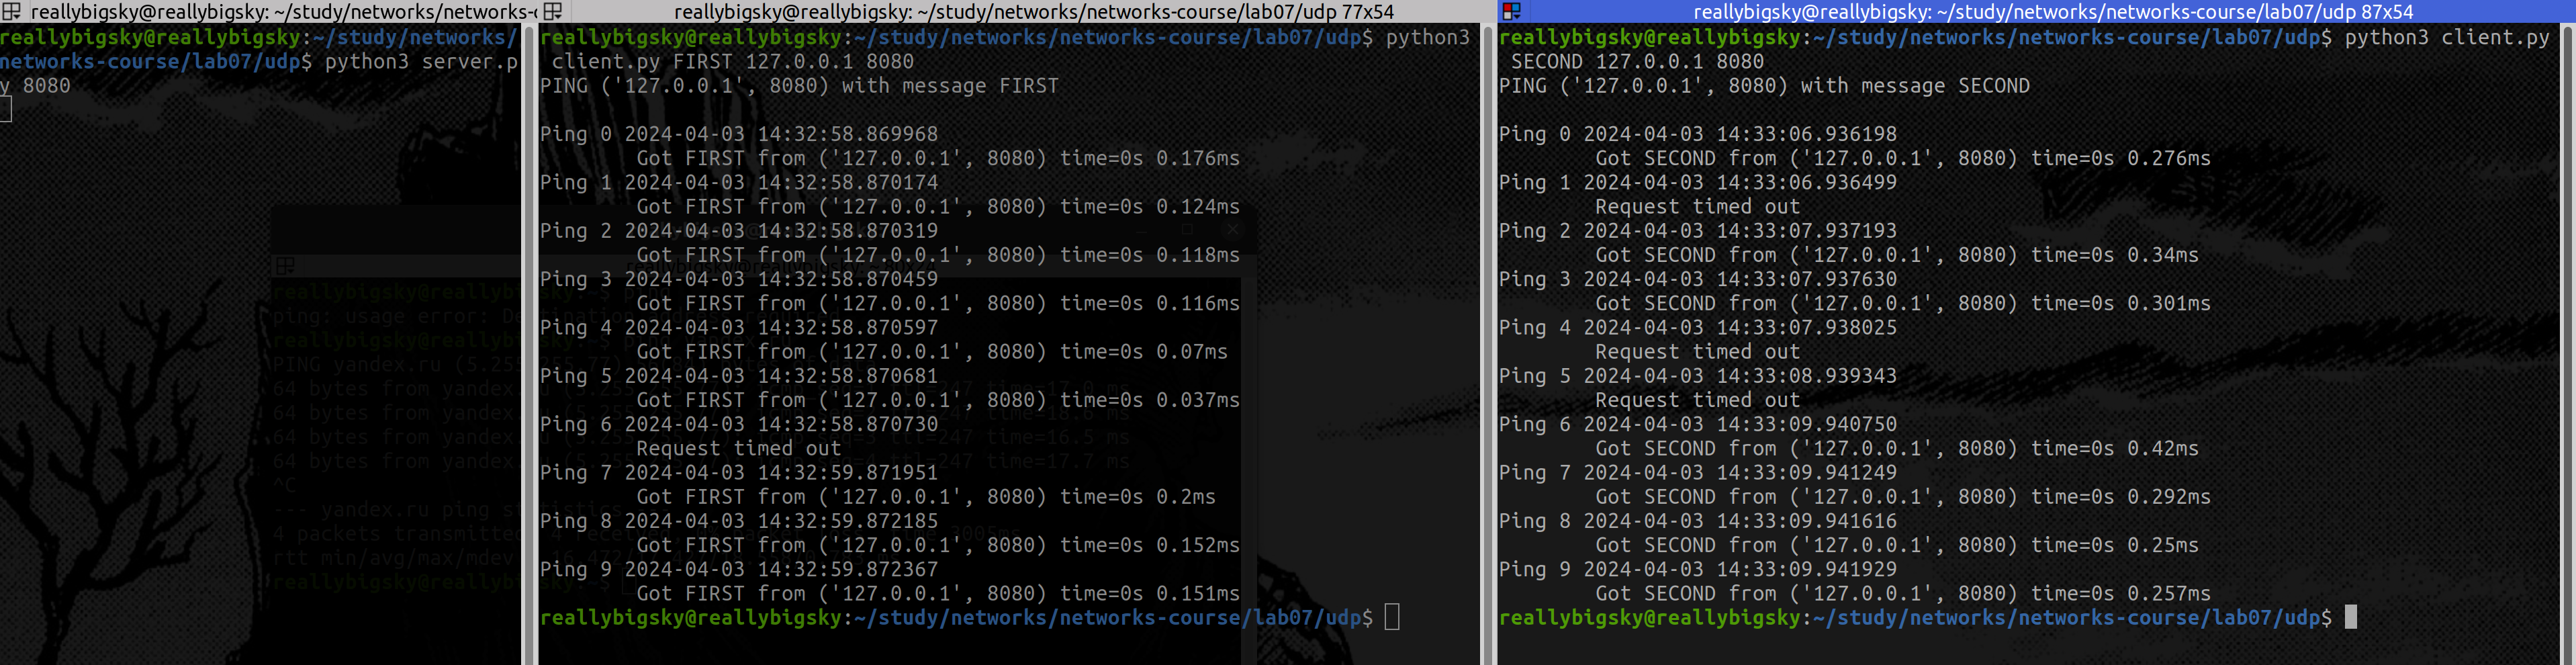 reallybigsky@reallybigsky: ~/study/networks/networks-c
reallybigsky@reallybigsky:~/study/networks/
networks-course/lab07/udp$ python3 server.p
y 8080
reallybigsky@reallybigsky: ~/study/networks/networks-course/lab07/udp 77x54
reallybigsky@reallybigsky:~/study/networks/networks-course/lab07/udp$ python3
client.py FIRST 127.0.0.1 8080
PING ('127.0.0.1', 8080) with message FIRST
Ping 0 2024-04-03 14:32:58.869968
Got FIRST from ('127.0.0.1', 8080) time=0s 0.176ms
Ping 1 2024-04-03 14:32:58.870174
Got FIRST from ('127.0.0.1', 8080) time=0s 0.124ms
Ping 2 2024-04-03 14:32:58.870319
Got FIRST from ('127.0.0.1', 8080) time=0s 0.118ms
Ping 3 2024-04-03 14:32:58.870459
Got FIRST from ('127.0.0.1', 8080) time=0s 0.116ms
Ping 4 2024-04-03 14:32:58.870597
Got FIRST from ('127.0.0.1', 8080) time=0s 0.07ms
Ping 5 2024-04-03 14:32:58.870681
Got FIRST from ('127.0.0.1', 8080) time=0s 0.037ms
Ping 6 2024-04-03 14:32:58.870730
Request timed out
Ping 7 2024-04-03 14:32:59.871951
Got FIRST from ('127.0.0.1', 8080) time=0s 0.2ms
Ping 8 2024-04-03 14:32:59.872185
Got FIRST from ('127.0.0.1', 8080) time=0s 0.152ms
Ping 9 2024-04-03 14:32:59.872367
Got FIRST from ('127.0.0.1', 8080) time=0s 0.151ms
reallybigsky@reallybigsky:~/study/networks/networks-course/lab07/udp$
reallybigsky@reallybigsky: ~/study/networks/networks-course/lab07/udp 87x54
reallybigsky@reallybigsky:~/study/networks/networks-course/lab07/udp$ python3 client.py
SECOND 127.0.0.1 8080
PING ('127.0.0.1', 8080) with message SECOND
Ping 0 2024-04-03 14:33:06.936198
Got SECOND from ('127.0.0.1', 8080) time=0s 0.276ms
Ping 1 2024-04-03 14:33:06.936499
Request timed out
Ping 2 2024-04-03 14:33:07.937193
Got SECOND from ('127.0.0.1', 8080) time=0s 0.34ms
Ping 3 2024-04-03 14:33:07.937630
Got SECOND from ('127.0.0.1', 8080) time=0s 0.301ms
Ping 4 2024-04-03 14:33:07.938025
Request timed out
Ping 5 2024-04-03 14:33:08.939343
Request timed out
Ping 6 2024-04-03 14:33:09.940750
Got SECOND from ('127.0.0.1', 8080) time=0s 0.42ms
Ping 7 2024-04-03 14:33:09.941249
Got SECOND from ('127.0.0.1', 8080) time=0s 0.292ms
Ping 8 2024-04-03 14:33:09.941616
Got SECOND from ('127.0.0.1', 8080) time=0s 0.25ms
Ping 9 2024-04-03 14:33:09.941929
Got SECOND from ('127.0.0.1', 8080) time=0s 0.257ms
reallybigsky@reallybigsky:~/study/networks/networks-course/lab07/udp$